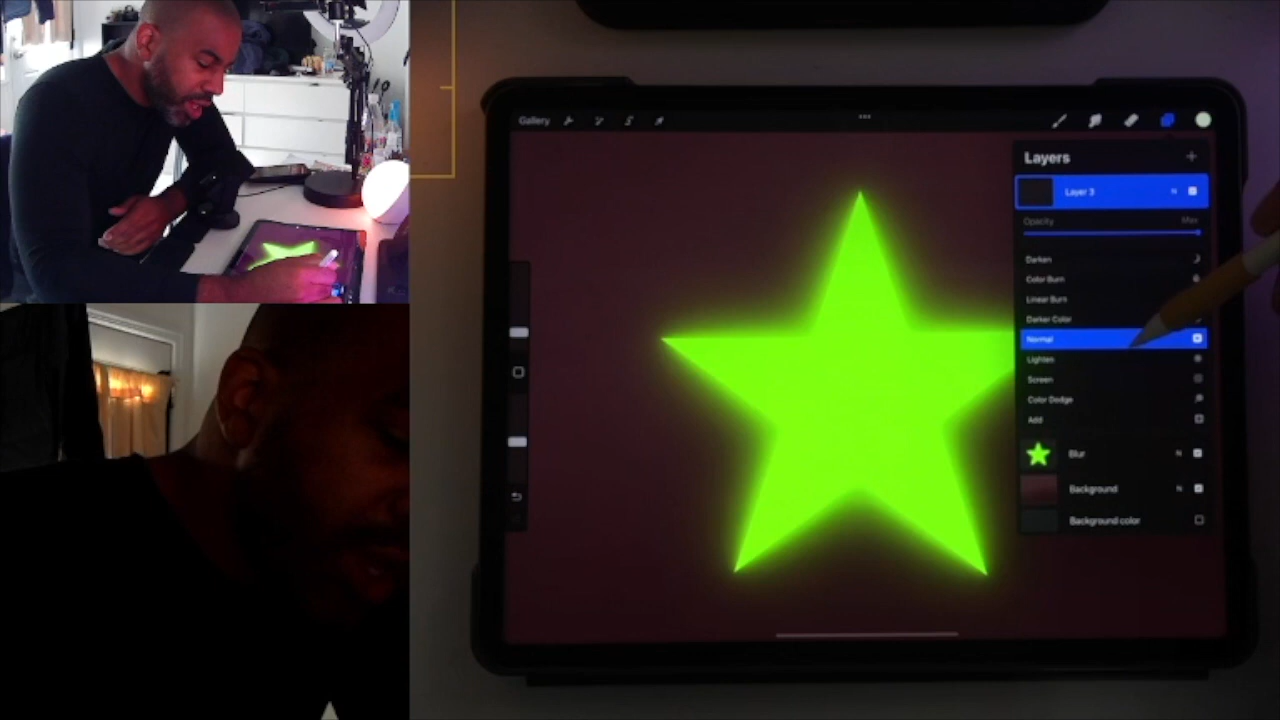 Gallery
Layers
Layer 3 N
Opacity Max
Darken
Color Burn
Linear Burn
Darker Color
Normal
Lighten
Screen
Color Dodge
Add
Blur N
Background N
Background color